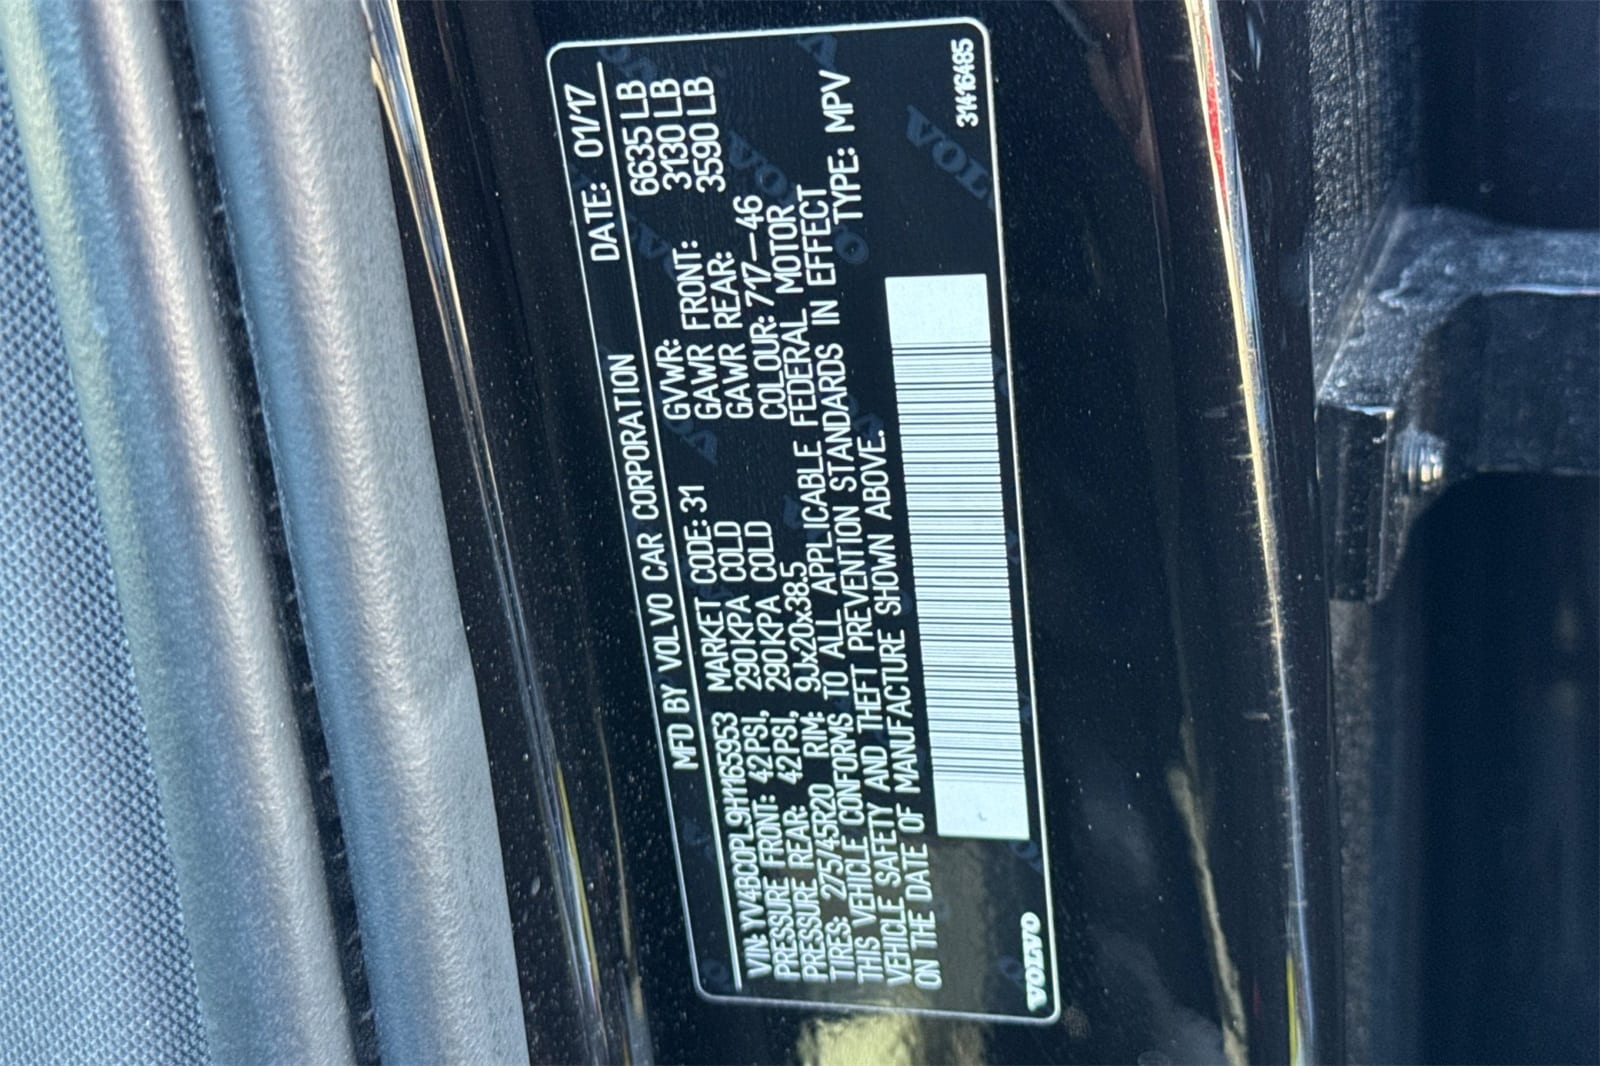 MFD BY VOLVO CAR CORPORATION DATE: 01/17
VIN: YV4BC0PL9H1165953 MARKET CODE: 31 GVWR: 6635 LB
PRESSURE FRONT: 42PSI, 290KPA COLD GAWR FRONT: 3130 LB
PRESSURE REAR: 42PSI, 290KPA COLD GAWR REAR: 3590 LB
TIRES: 275/45R20 RIM: 9Jx20x38.5 COLOUR: 717-46
THIS VEHICLE CONFORMS TO ALL APPLICABLE FEDERAL MOTOR
VEHICLE SAFETY AND THEFT PREVENTION STANDARDS IN EFFECT
ON THE DATE OF MANUFACTURE SHOWN ABOVE. TYPE: MPV
VOLVO 31416485